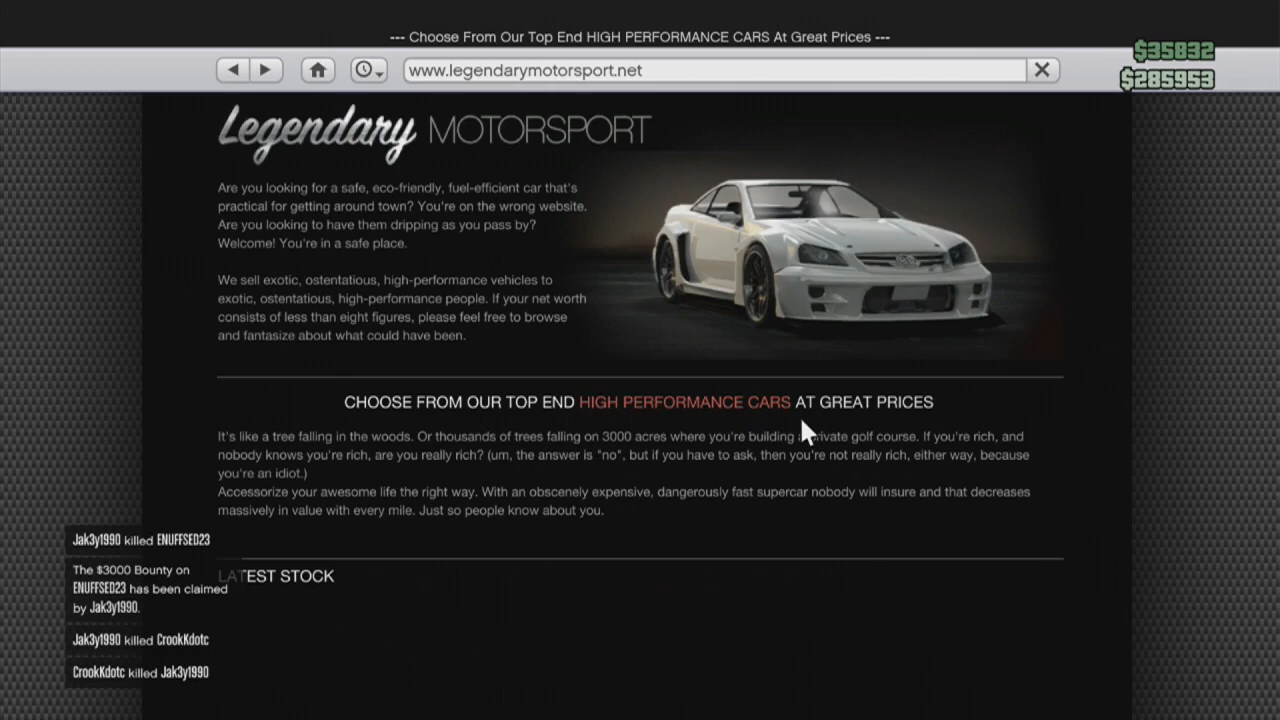 --- Choose From Our Top End HIGH PERFORMANCE CARS At Great Prices ---
$35832
www.legendarymotorsport.net
$285953
Legendary MOTORSPORT
Are you looking for a safe, eco-friendly, fuel-efficient car that's
practical for getting around town? You're on the wrong website.
Are you looking to have them dripping as you pass by?
Welcome! You're in a safe place.
We sell exotic, ostentatious, high-performance vehicles to
exotic, ostentatious, high-performance people. If your net worth
consists of less than eight figures, please feel free to browse
and fantasize about what could have been.
CHOOSE FROM OUR TOP END HIGH PERFORMANCE CARS AT GREAT PRICES
It's like a tree falling in the woods. Or thousands of trees falling on 3000 acres where you're building a private golf course. If you're rich, and
nobody knows you're rich, are you really rich? (um, the answer is "no", but if you have to ask, then you're not really rich, either way, because
you're an idiot.)
Accessorize your awesome life the right way. With an obscenely expensive, dangerously fast supercar nobody will insure and that decreases
massively in value with every mile. Just so people know about you.
LATEST STOCK
Jak3y1990 killed ENUFFSED23
The $3000 Bounty on
ENUFFSED23 has been claimed
by Jak3y1990.
Jak3y1990 killed CrookKdotc
CrookKdotc killed Jak3y1990